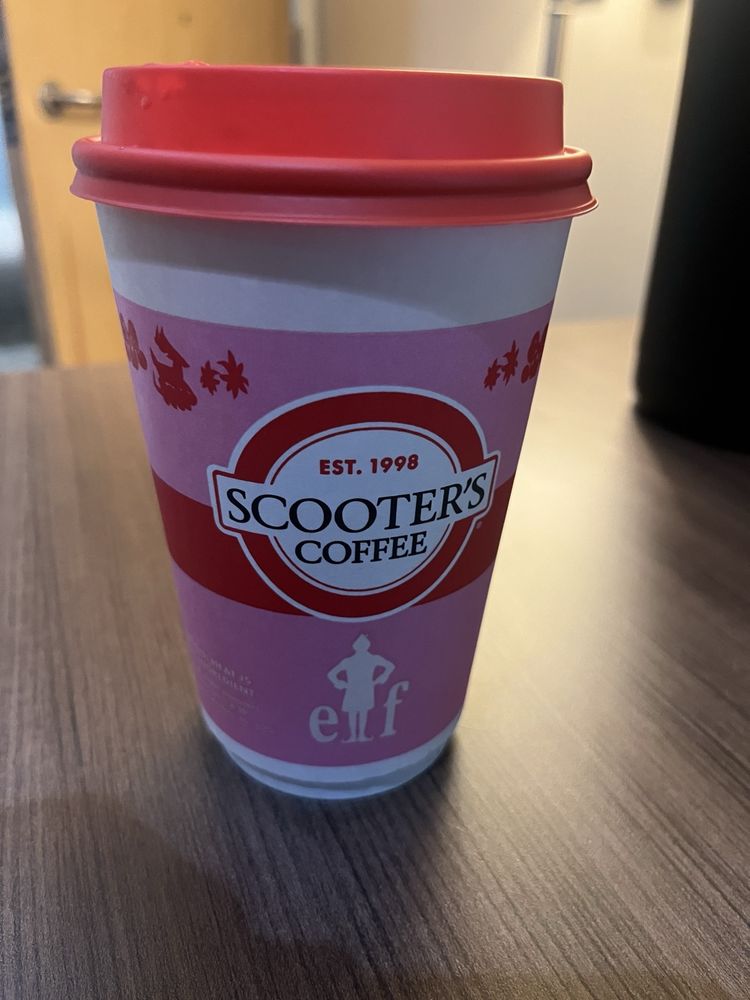 EST. 1998
SCOOTER'S
COFFEE
elf